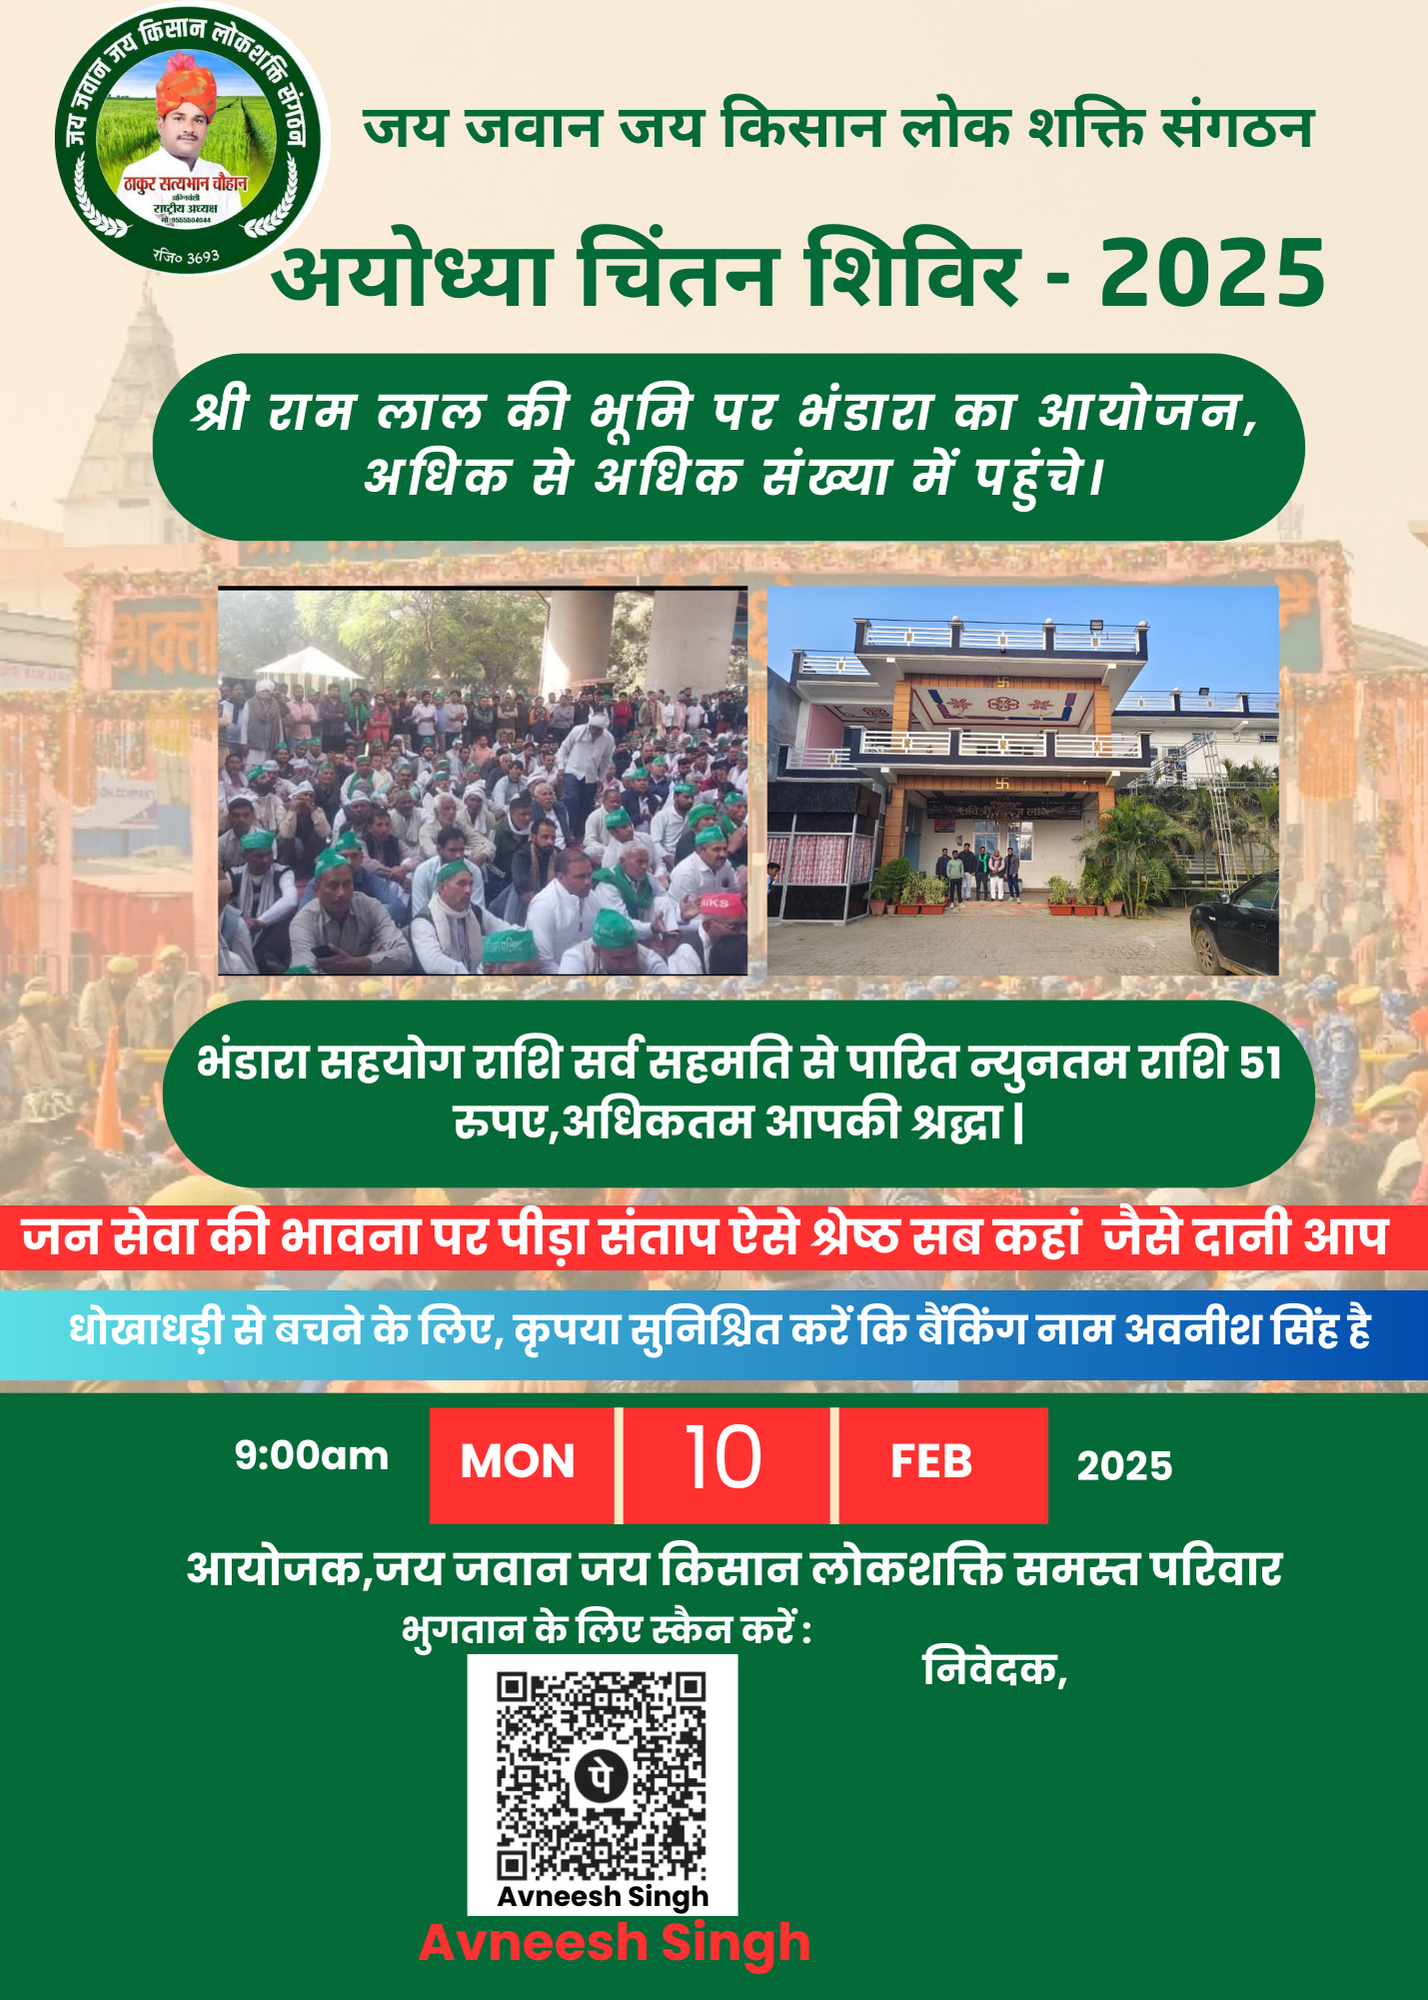 जय जवान जय किसान लोकशक्ति संगठन
ठाकुर सत्यभान चौहान
अग्निवंशी
राष्ट्रीय अध्यक्ष
मो०-9555504044
रजि० 3693
जय जवान जय किसान लोक शक्ति संगठन
अयोध्या चिंतन शिविर - 2025
श्री राम लाल की भूमि पर भंडारा का आयोजन,
अधिक से अधिक संख्या में पहुंचे।
भंडारा सहयोग राशि सर्व सहमति से पारित न्युनतम राशि 51
रुपए,अधिकतम आपकी श्रद्धा |
जन सेवा की भावना पर पीड़ा संताप ऐसे श्रेष्ठ सब कहां जैसे दानी आप
धोखाधड़ी से बचने के लिए, कृपया सुनिश्चित करें कि बैंकिंग नाम अवनीश सिंह है
9:00am MON 10 FEB 2025
आयोजक,जय जवान जय किसान लोकशक्ति समस्त परिवार
भुगतान के लिए स्कैन करें :
निवेदक,
पे
Avneesh Singh
Avneesh Singh